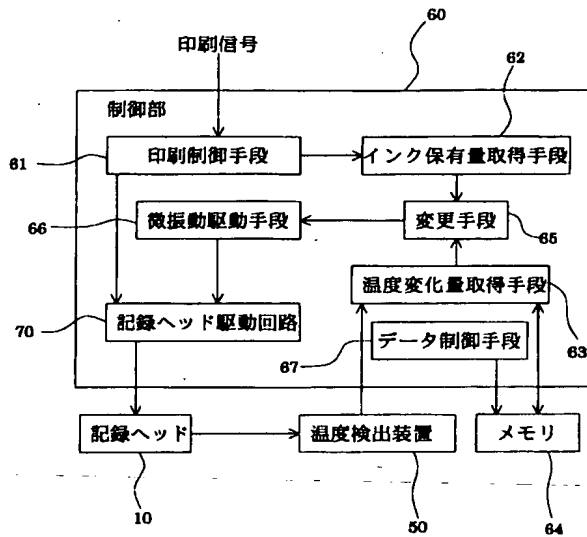 印刷信号
60
62
制御部
61
印刷制御手段
インク保有量取得手段
66
微振動駆動手段
変更手段
65
温度変化量取得手段
70
記録ヘッド駆動回路
67
データ制御手段
63
記録ヘッド
温度検出装置
メモリ
10
50
64